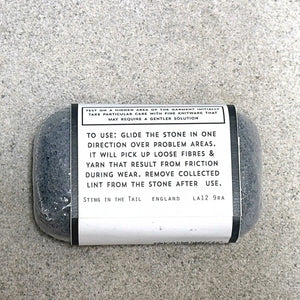 TEST ON A HIDDEN AREA OF THE GARMENT INITIALLY
TAKE PARTICULAR CARE WITH FINE KNITWARE THAT
MAY REQUIRE A GENTLER SOLUTION
TO USE: GLIDE THE STONE IN ONE
DIRECTION OVER PROBLEM AREAS.
IT WILL PICK UP LOOSE FIBRES &
YARN THAT RESULT FROM FRICTION
DURING WEAR. REMOVE COLLECTED
LINT FROM THE STONE AFTER USE.
STING IN THE TAIL ENGLAND LA12 9RA